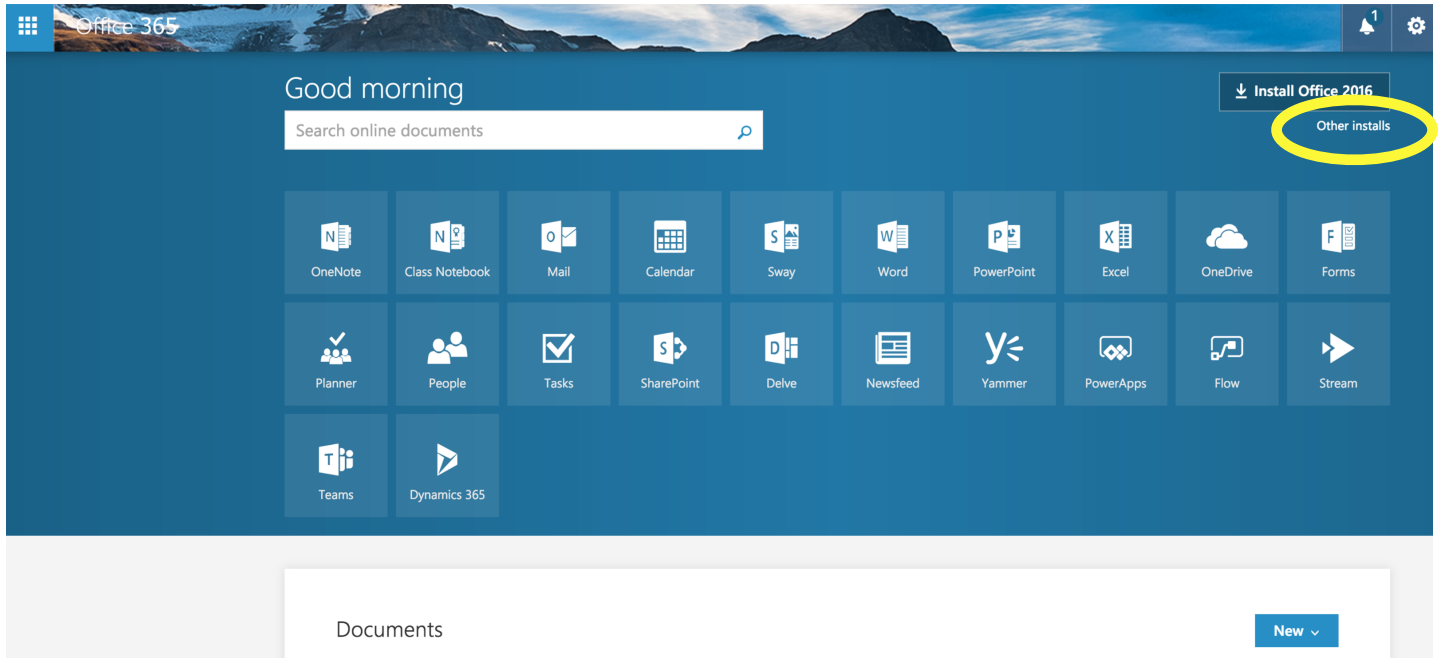 Office 365
1
Good morning
Install Office 2016
Search online documents
Other installs
N N O S W P X F
OneNote Class Notebook Mail Calendar Sway Word PowerPoint Excel OneDrive Forms
S D
Planner People Tasks SharePoint Delve Newsfeed Yammer PowerApps Flow Stream
T
Teams Dynamics 365
Documents
New